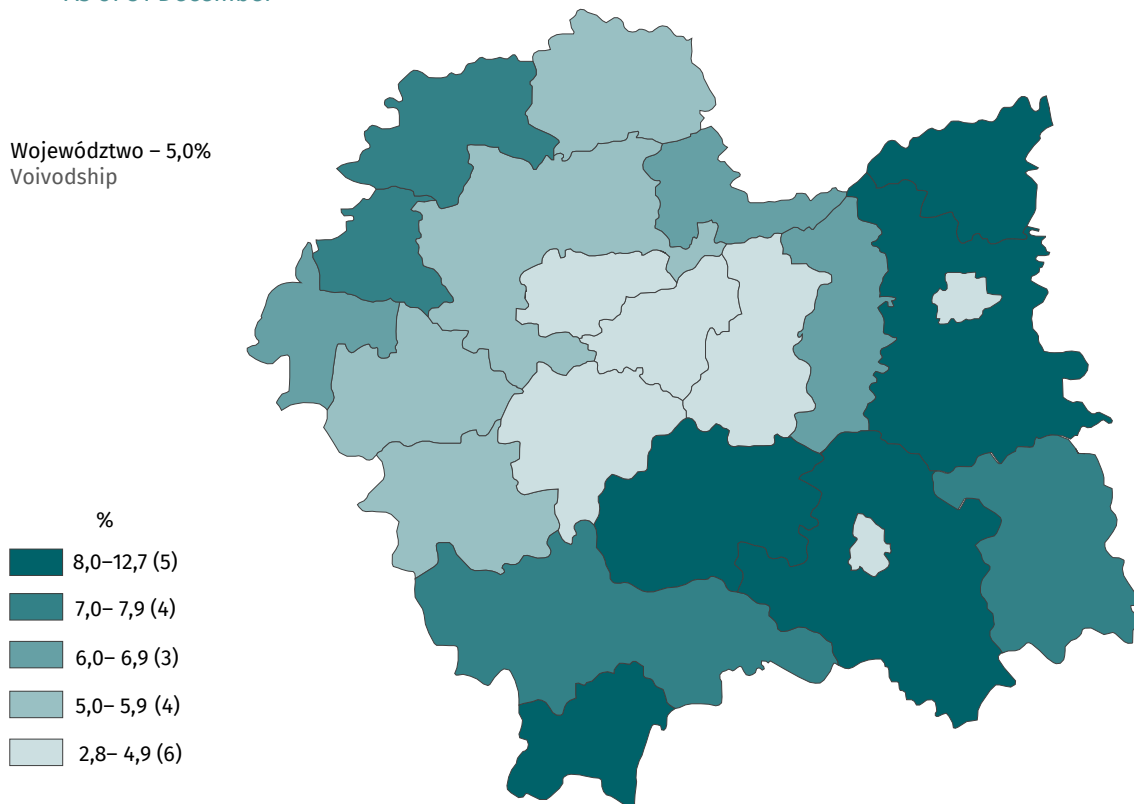 Województwo – 5,0%
Voivodship
%
8,0–12,7 (5)
7,0– 7,9 (4)
6,0– 6,9 (3)
5,0– 5,9 (4)
2,8– 4,9 (6)